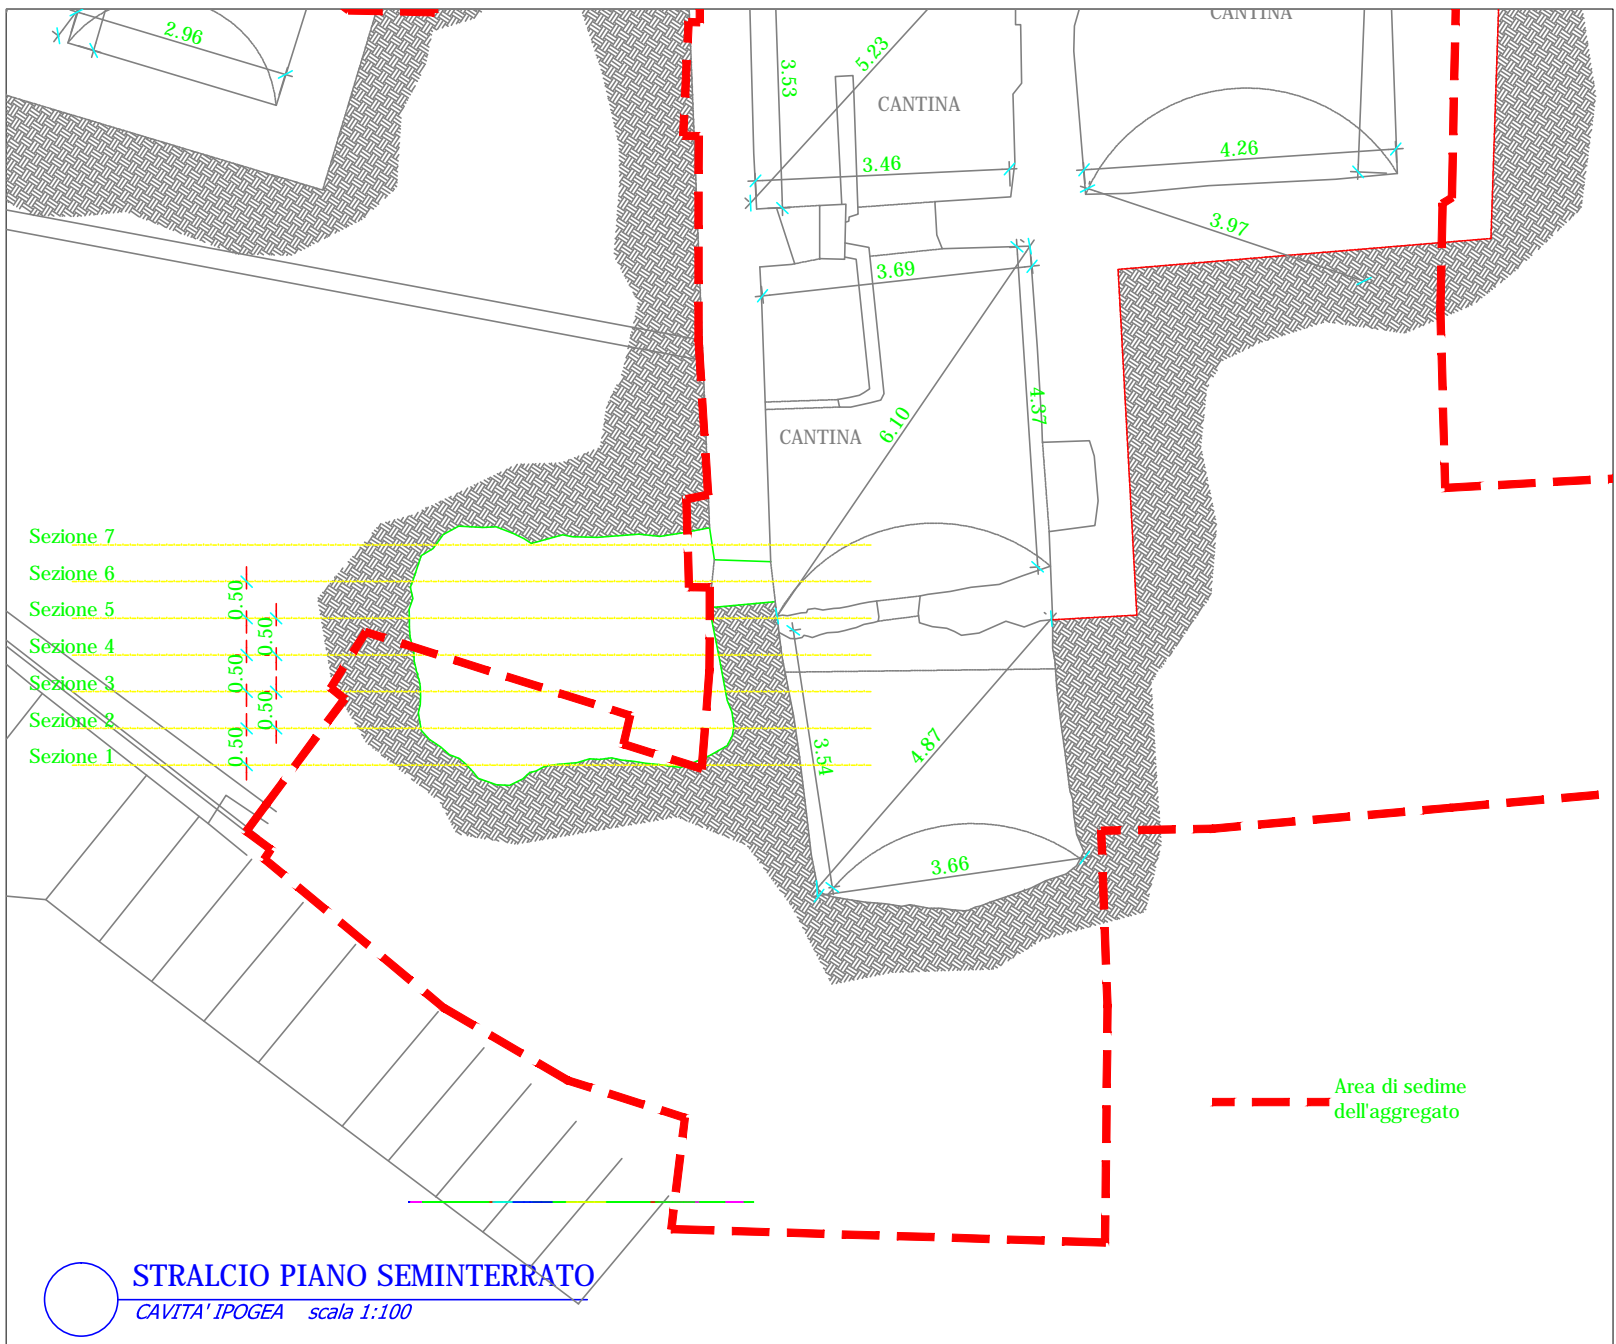 CANTINA
2.96
5.23
3.53
CANTINA
3.46
4.26
3.97
3.69
4.37
6.10
CANTINA
Sezione 7
Sezione 6
0.50
Sezione 5
0.50
Sezione 4
0.50
Sezione 3
0.50
Sezione 2
0.50
Sezione 1
3.54
4.87
3.66
Area di sedime
dell'aggregato
STRALCIO PIANO SEMINTERRATO
CAVITA' IPOGEA scala 1:100